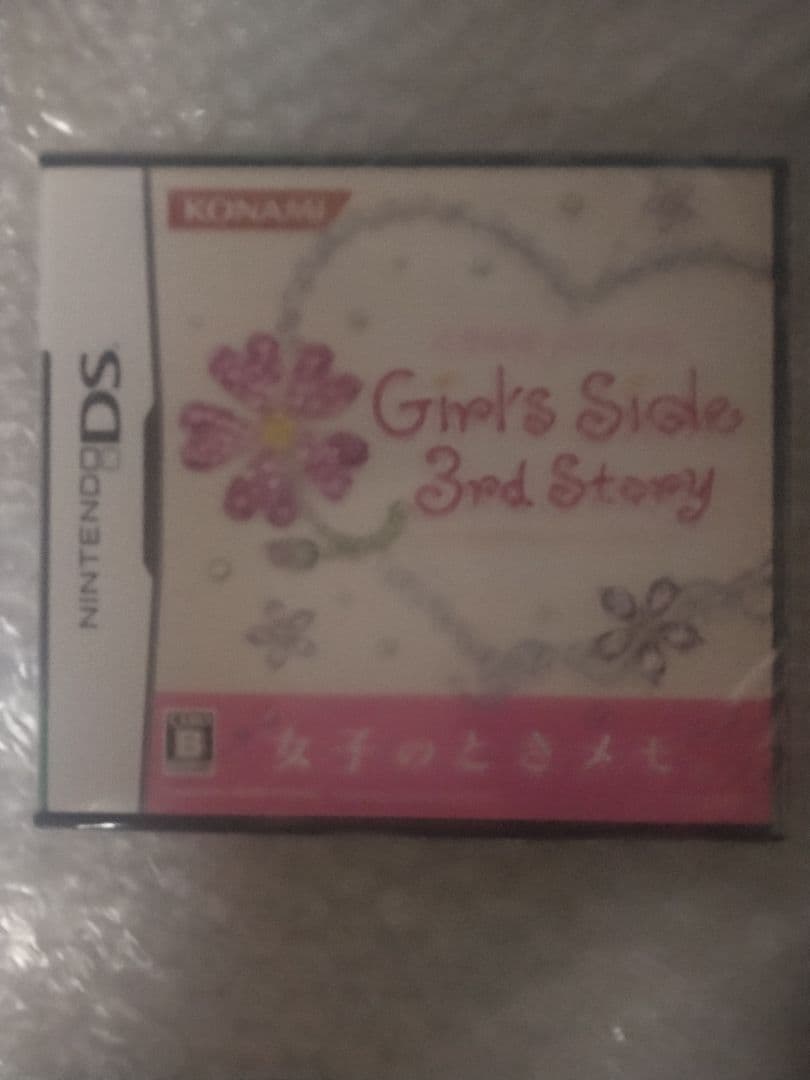 KONAMI
NINTENDO DS
Girl's Side
3rd Story
B
女子のときメモ